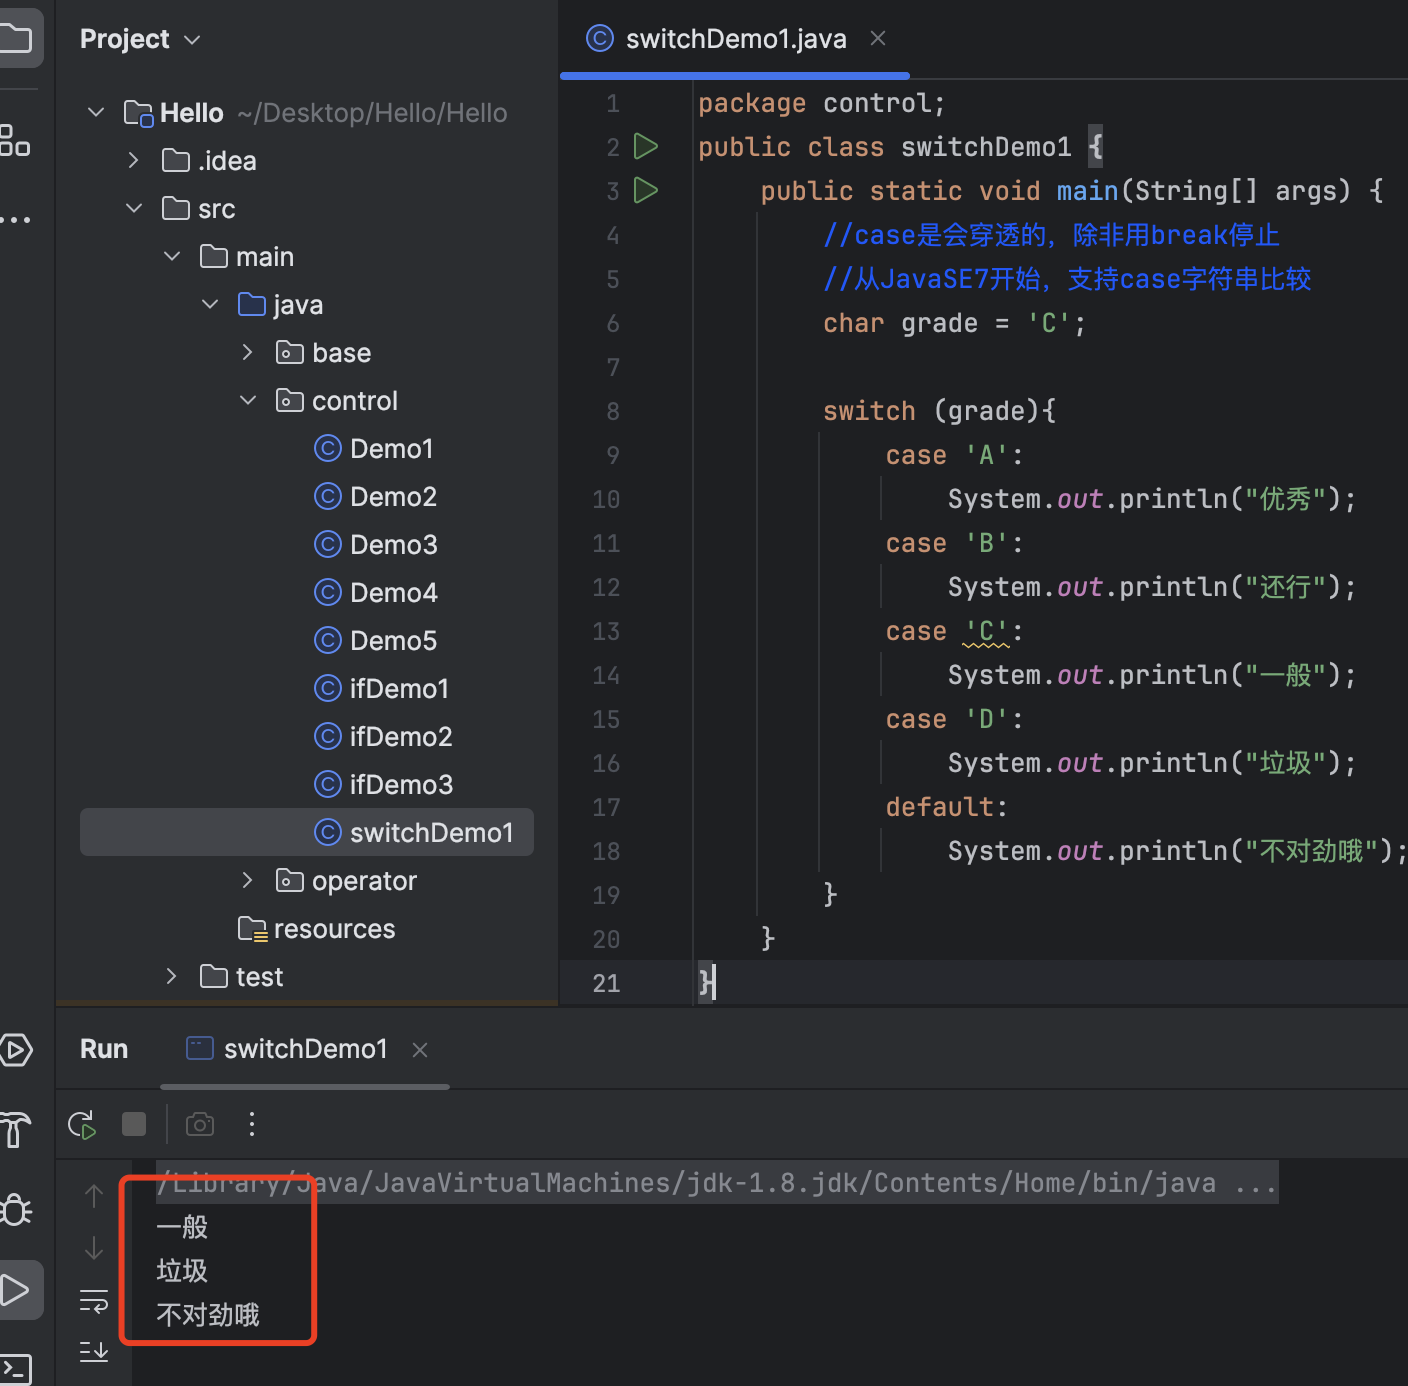 Project
switchDemo1.java
Hello ~/Desktop/Hello/Hello
.idea
src
main
java
base
control
Demo1
Demo2
Demo3
Demo4
Demo5
ifDemo1
ifDemo2
ifDemo3
switchDemo1
operator
resources
test
1 package control;
2 public class switchDemo1 {
3 public static void main(String[] args) {
4 //case是会穿透的，除非用break停止
5 //从JavaSE7开始，支持case字符串比较
6 char grade = 'C';
7
8 switch (grade){
9 case 'A':
10 System.out.println("优秀");
11 case 'B':
12 System.out.println("还行");
13 case 'C':
14 System.out.println("一般");
15 case 'D':
16 System.out.println("垃圾");
17 default:
18 System.out.println("不对劲哦");
19 }
20 }
21 }
Run switchDemo1
/Library/Java/JavaVirtualMachines/jdk-1.8.jdk/Contents/Home/bin/java ...
一般
垃圾
不对劲哦